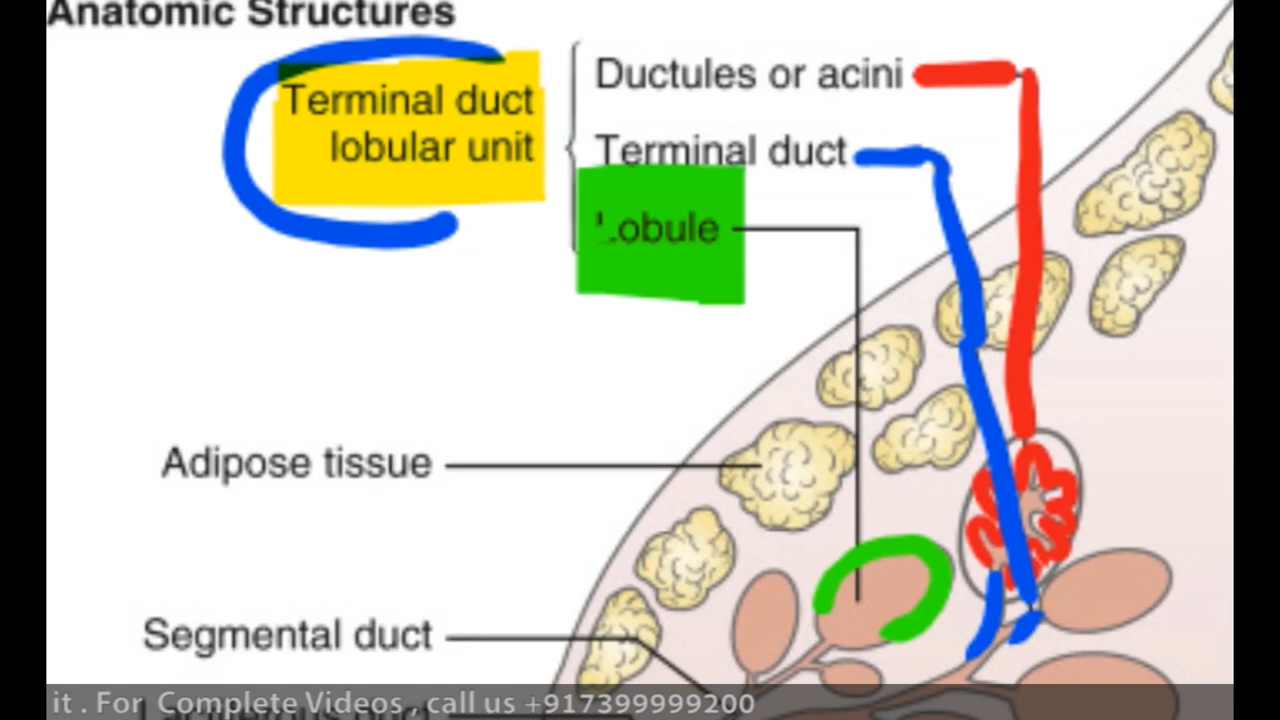 Anatomic Structures
Terminal duct
lobular unit
Ductules or acini
Terminal duct
Lobule
Adipose tissue
Segmental duct
it . For Complete Videos , call us +917399999200